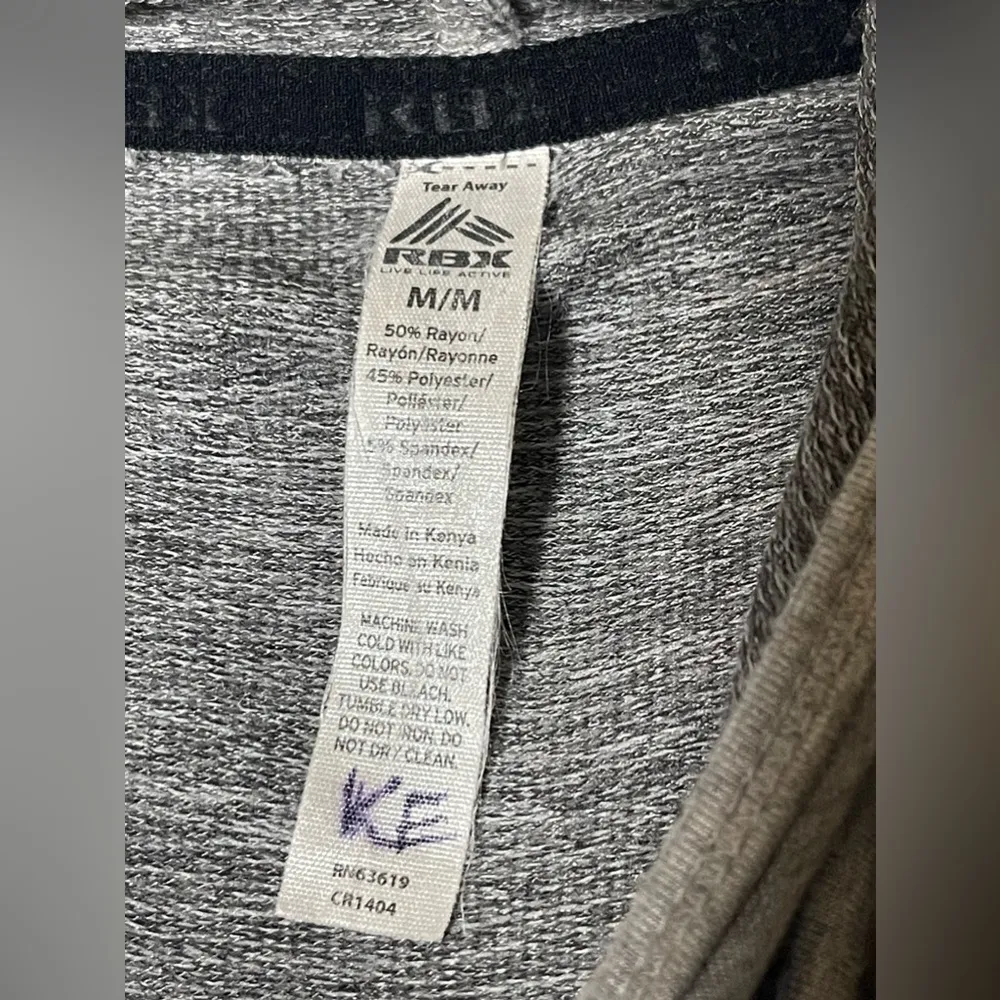 RBX
Tear Away
RBX
LIVE LIFE ACTIVE
M/M
50% Rayon/
Rayón/Rayonne
45% Polyester/
Poliéster/
Polyester
5% Spandex/
Spandex/
Spandex
Made in Kenya
Hecho en Kenia
Fabriqué au Kenya
MACHINE WASH
COLD WITH LIKE
COLORS. DO NOT
USE BLEACH.
TUMBLE DRY LOW.
DO NOT IRON. DO
NOT DRY CLEAN.
KE
RN63619
CR1404